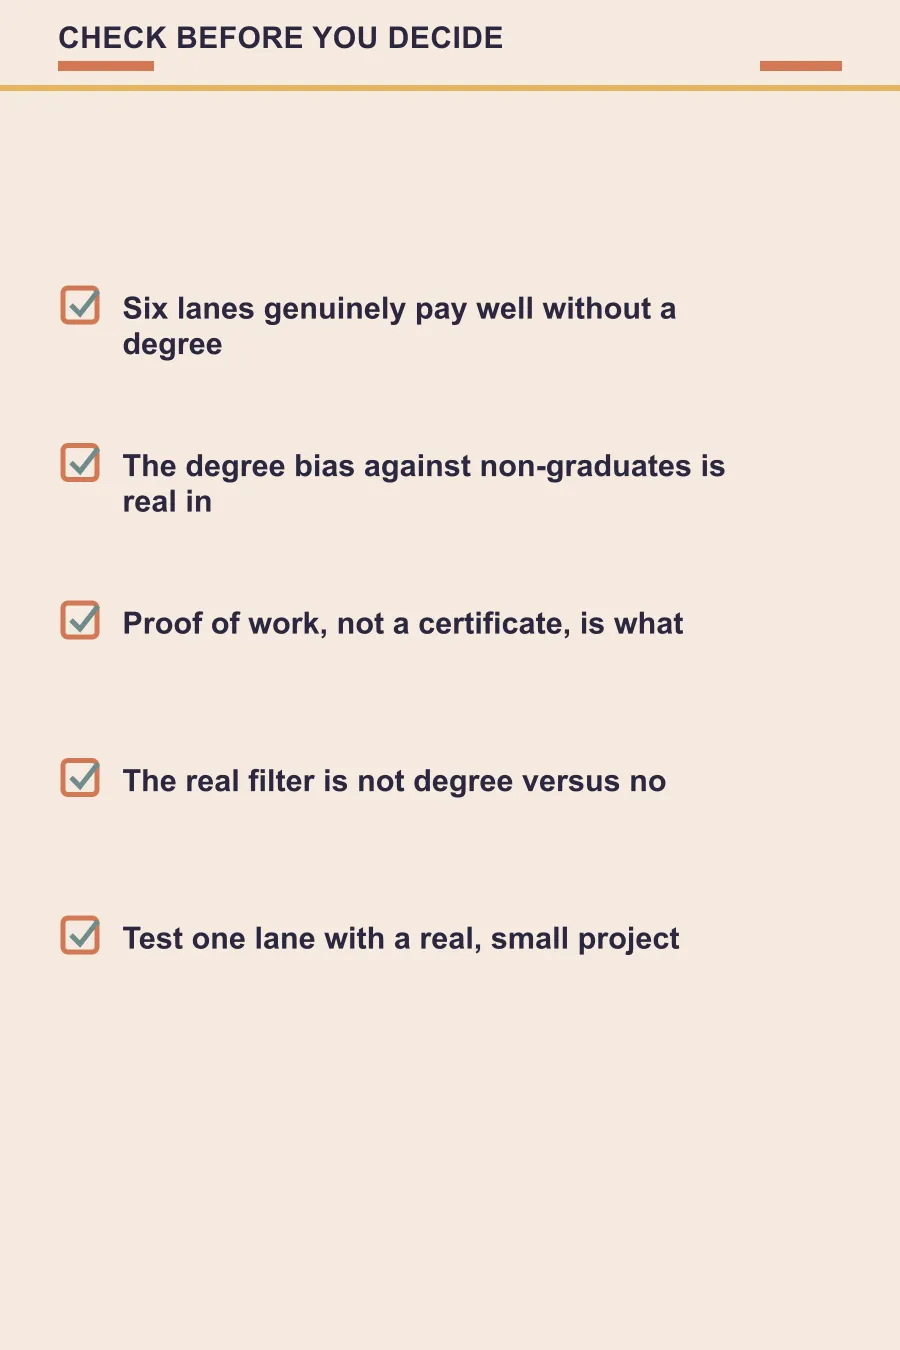 CHECK BEFORE YOU DECIDE
Six lanes genuinely pay well without a
degree
The degree bias against non-graduates is
real in
Proof of work, not a certificate, is what
The real filter is not degree versus no
Test one lane with a real, small project